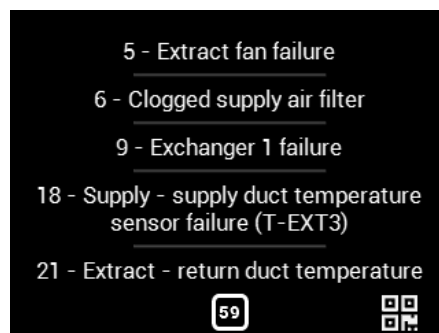 5 - Extract fan failure
6 - Clogged supply air filter
9 - Exchanger 1 failure
18 - Supply - supply duct temperature
sensor failure (T-EXT3)
21 - Extract - return duct temperature
59